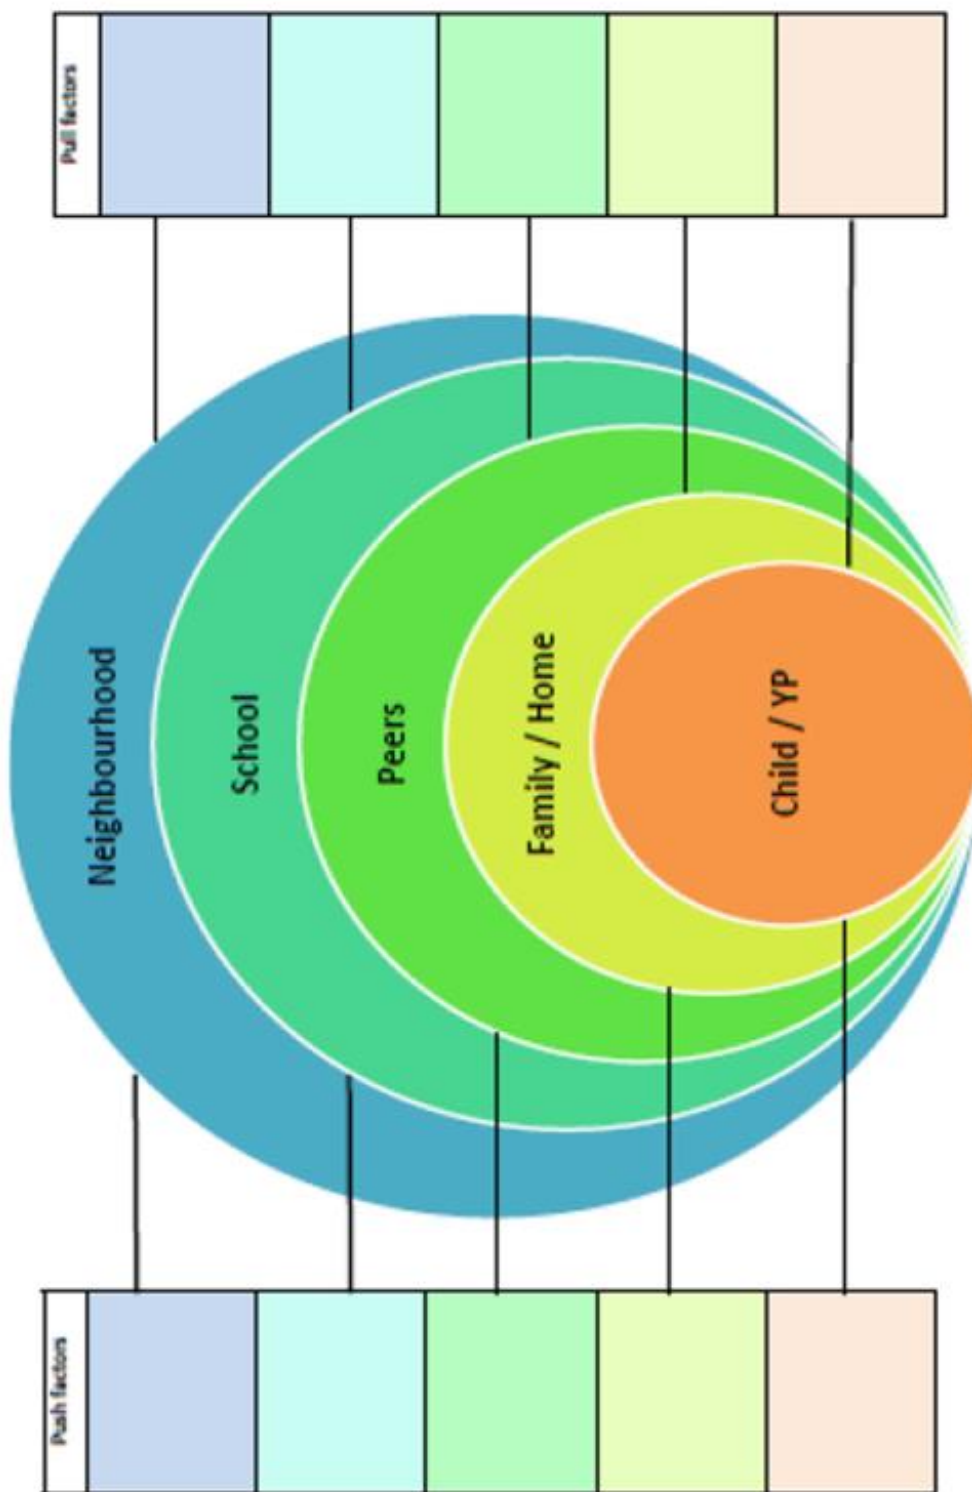 Push factors
Pull factors
Neighbourhood
School
Peers
Family / Home
Child / YP